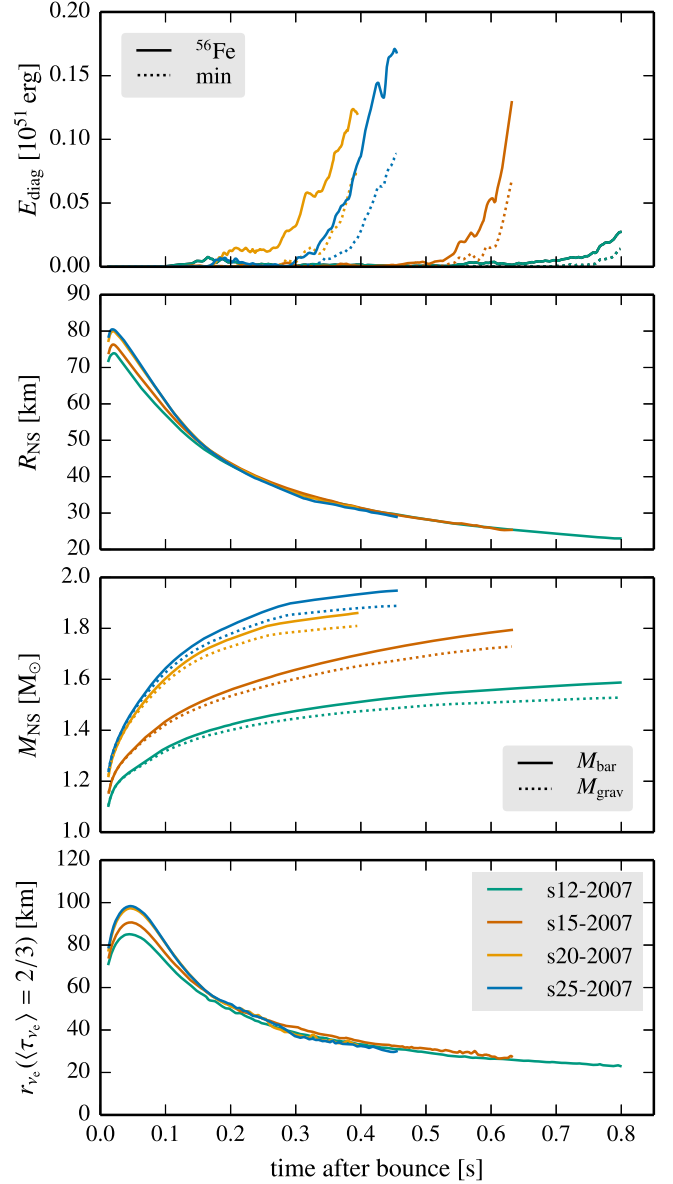 0.20
0.15
0.10
0.05
0.00
E_diag [10^51 erg]
^56Fe
min
90
80
70
60
50
40
30
20
R_NS [km]
2.0
1.8
1.6
1.4
1.2
1.0
M_NS [M_⊙]
M_bar
M_grav
120
100
80
60
40
20
0
r_νe(⟨τ_νe⟩ = 2/3) [km]
s12-2007
s15-2007
s20-2007
s25-2007
0.0 0.1 0.2 0.3 0.4 0.5 0.6 0.7 0.8
time after bounce [s]